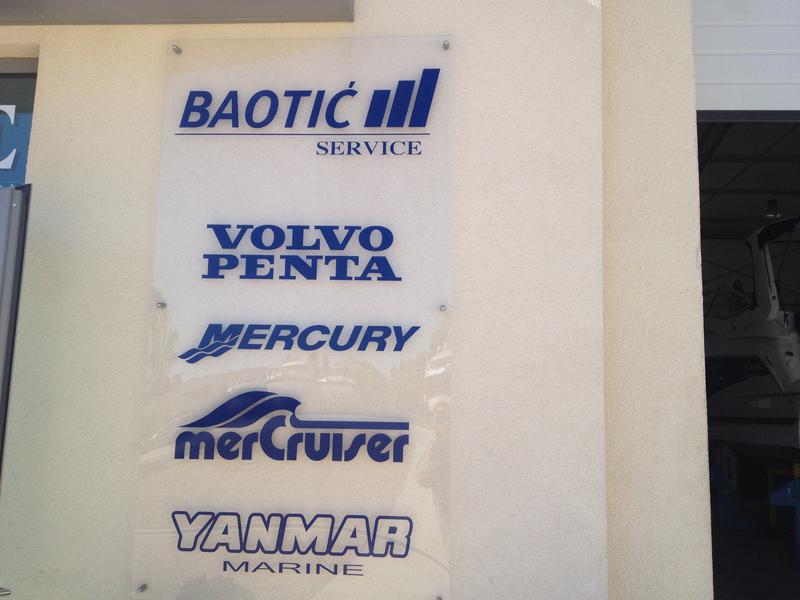 BAOTIĆ
SERVICE
VOLVO
PENTA
MERCURY
merCruiser
YANMAR
MARINE
E